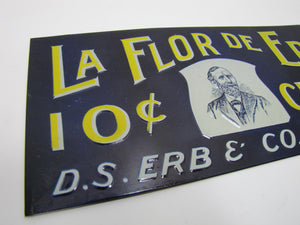 LA FLOR DE E
10¢ C
D.S. ERB & CO.